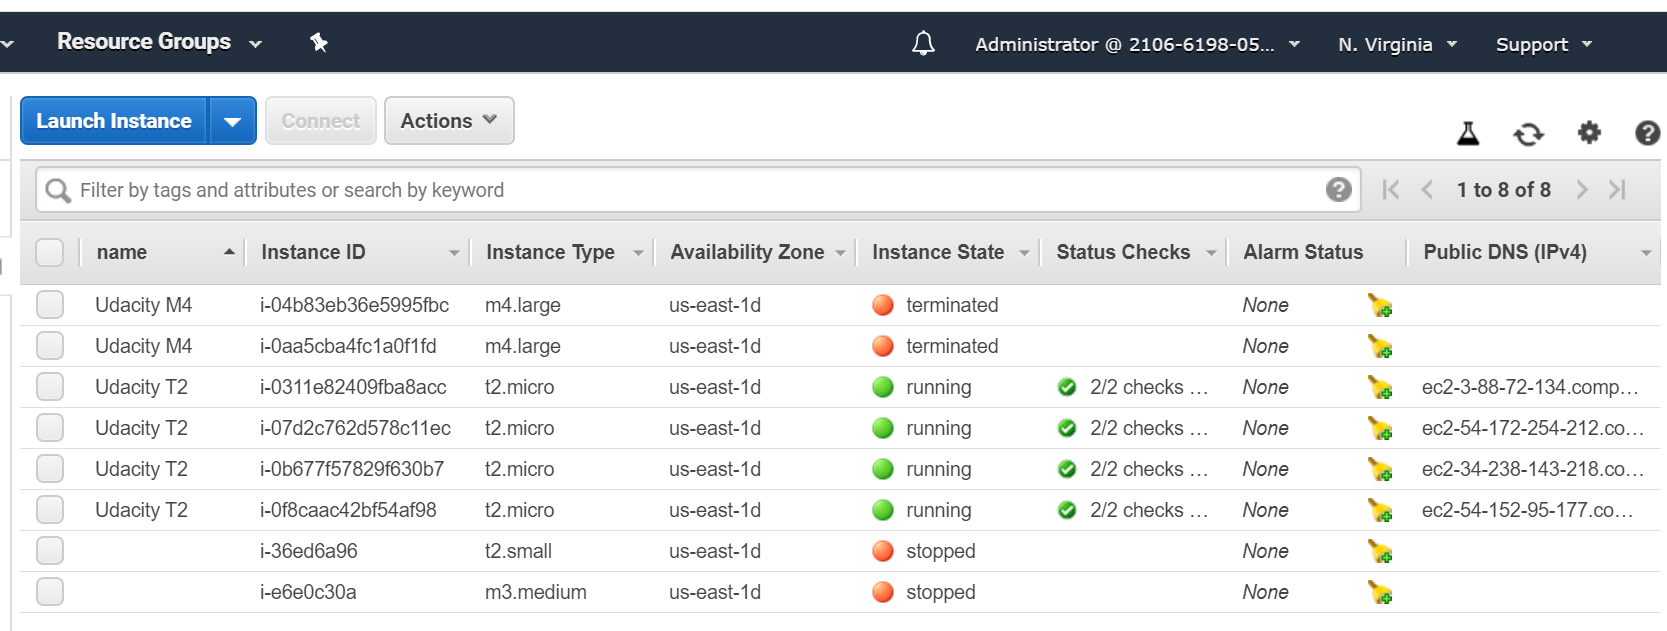 Resource Groups Administrator @ 2106-6198-05... N. Virginia Support
Launch Instance Connect Actions
Filter by tags and attributes or search by keyword 1 to 8 of 8
name Instance ID Instance Type Availability Zone Instance State Status Checks Alarm Status Public DNS (IPv4)
Udacity M4 i-04b83eb36e5995fbc m4.large us-east-1d terminated None
Udacity M4 i-0aa5cba4fc1a0f1fd m4.large us-east-1d terminated None
Udacity T2 i-0311e82409fba8acc t2.micro us-east-1d running 2/2 checks ... None ec2-3-88-72-134.comp...
Udacity T2 i-07d2c762d578c11ec t2.micro us-east-1d running 2/2 checks ... None ec2-54-172-254-212.co...
Udacity T2 i-0b677f57829f630b7 t2.micro us-east-1d running 2/2 checks ... None ec2-34-238-143-218.co...
Udacity T2 i-0f8caac42bf54af98 t2.micro us-east-1d running 2/2 checks ... None ec2-54-152-95-177.co...
i-36ed6a96 t2.small us-east-1d stopped None
i-e6e0c30a m3.medium us-east-1d stopped None